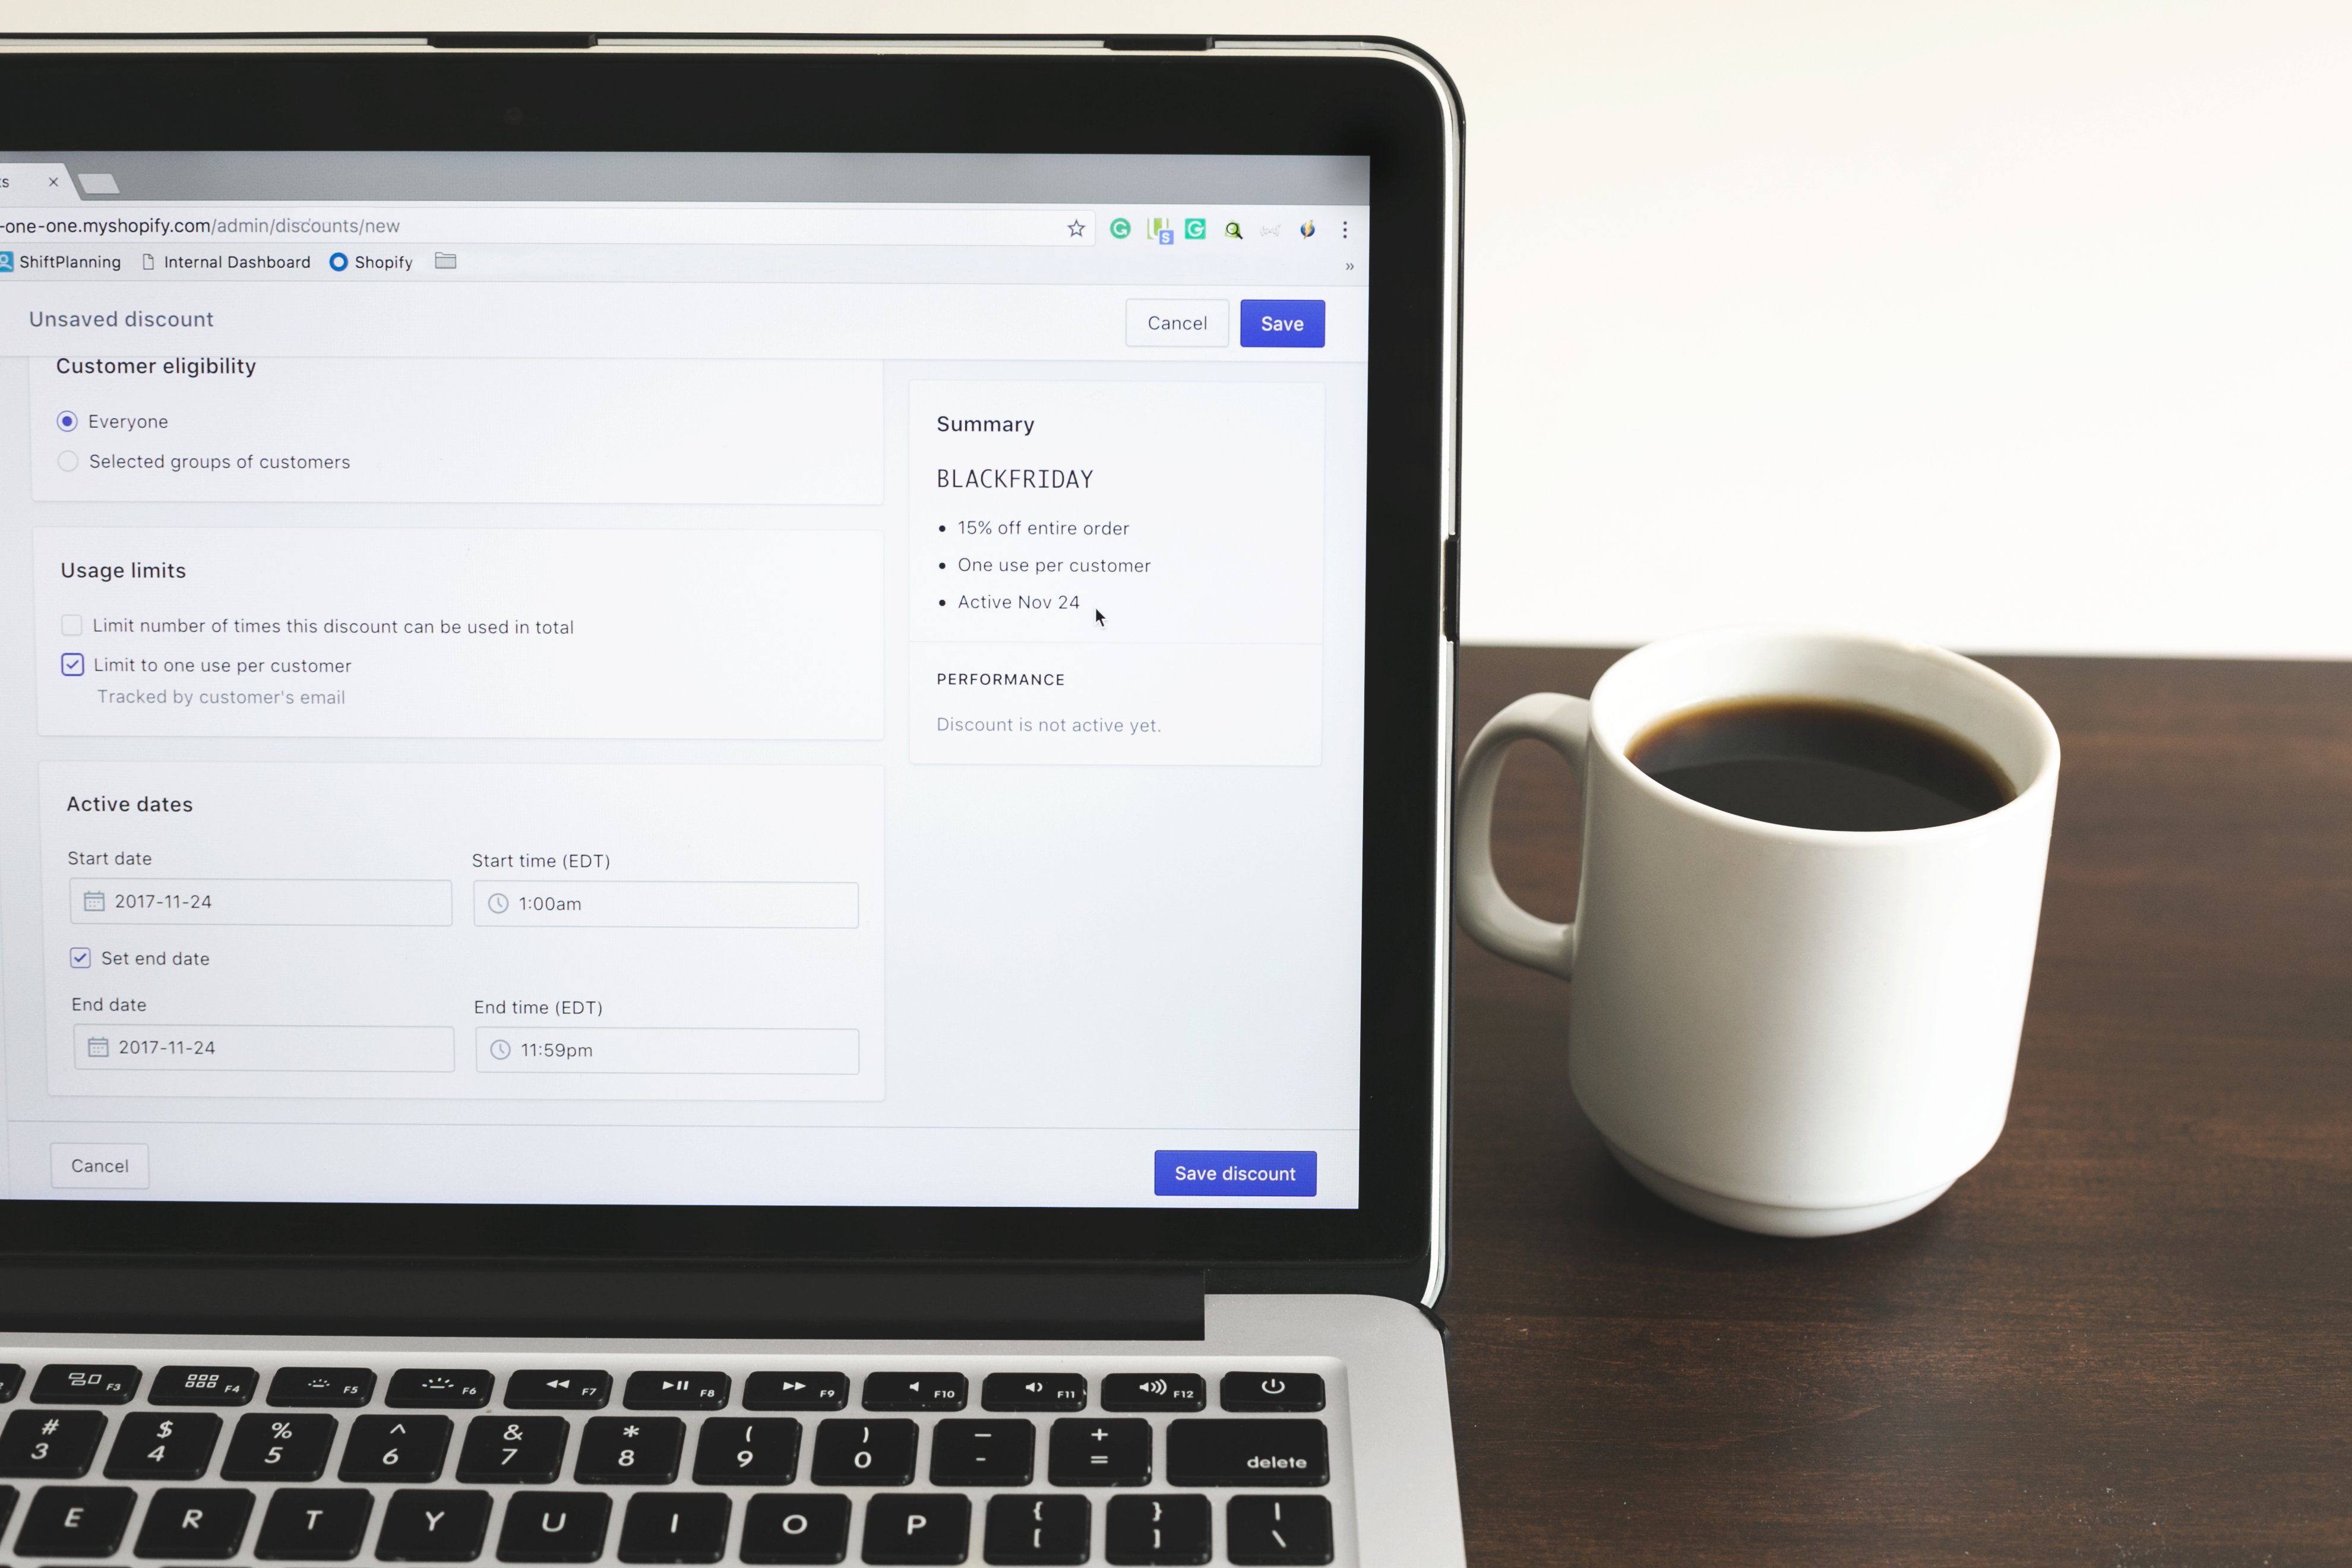 -one-one.myshopify.com/admin/discounts/new
ShiftPlanning Internal Dashboard Shopify
Unsaved discount Cancel Save
Customer eligibility
Everyone
Selected groups of customers
Usage limits
Limit number of times this discount can be used in total
Limit to one use per customer
Tracked by customer's email
Active dates
Start date Start time (EDT)
2017-11-24 1:00am
Set end date
End date End time (EDT)
2017-11-24 11:59pm
Summary
BLACKFRIDAY
• 15% off entire order
• One use per customer
• Active Nov 24
PERFORMANCE
Discount is not active yet.
Cancel Save discount
F3 F4 F5 F6 F7 F8 F9 F10 F11 F12
# $ % ^ & * ( ) — +
3 4 5 6 7 8 9 0 - = delete
E R T Y U I O P { } |
[ ] \